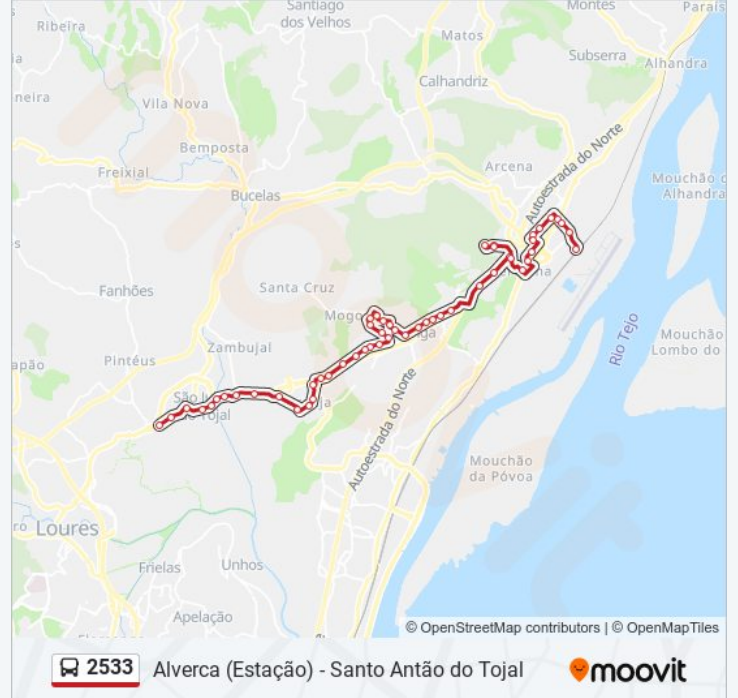 Santiago
dos Velhos
Montes
Paraís
Ribeira
Matos
Subserra
Alhandra
Calhandriz
neira
Vila Nova
Autoestrada do Norte
Bemposta
Arcena
Freixial
Mouchão d
Alhandra
Bucelas
Santa Cruz
Fanhões
Mogo
Mouchão
Lombo do
Rio Tejo
Zambujal
apão
Pintéus
São Ju
Tojal
Autoestrada do Norte
Mouchão
da Póvoa
Loures
Frielas
Unhos
Apelação
© OpenStreetMap contributors | © OpenMapTiles
2533 Alverca (Estação) - Santo Antão do Tojal moovit